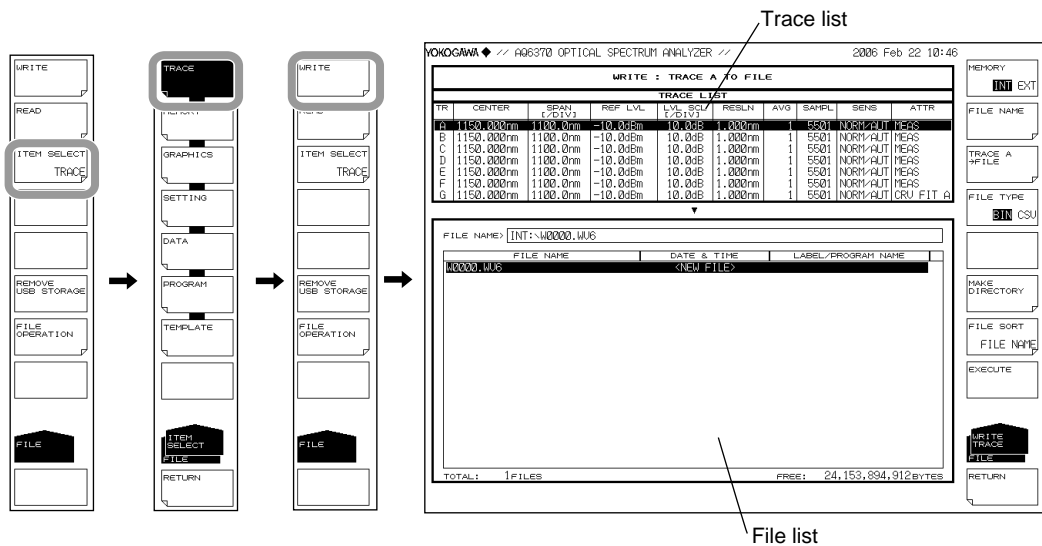 Trace list
WRITE
READ
ITEM SELECT
TRACE
REMOVE
USB STORAGE
FILE
OPERATION
FILE
TRACE
MEMORY
GRAPHICS
SETTING
DATA
PROGRAM
TEMPLATE
ITEM
SELECT
FILE
RETURN
WRITE
READ
ITEM SELECT
TRACE
REMOVE
USB STORAGE
FILE
OPERATION
FILE
YOKOGAWA ◆ // AQ6370 OPTICAL SPECTRUM ANALYZER // 2006 Feb 22 10:46
WRITE : TRACE A TO FILE
TRACE LIST
TR CENTER SPAN [/DIV] REF LVL LVL SCL [/DIV] RESLN AVG SAMPL SENS ATTR
A 1150.000nm 1100.0nm -10.0dBm 10.0dB 1.000nm 1 5501 NORM/AUT MEAS
B 1150.000nm 1100.0nm -10.0dBm 10.0dB 1.000nm 1 5501 NORM/AUT MEAS
C 1150.000nm 1100.0nm -10.0dBm 10.0dB 1.000nm 1 5501 NORM/AUT MEAS
D 1150.000nm 1100.0nm -10.0dBm 10.0dB 1.000nm 1 5501 NORM/AUT MEAS
E 1150.000nm 1100.0nm -10.0dBm 10.0dB 1.000nm 1 5501 NORM/AUT MEAS
F 1150.000nm 1100.0nm -10.0dBm 10.0dB 1.000nm 1 5501 NORM/AUT MEAS
G 1150.000nm 1100.0nm -10.0dBm 10.0dB 1.000nm 1 5501 NORM/AUT CRV FIT A
FILE NAME> INT:\W0000.WV6
FILE NAME DATE & TIME LABEL/PROGRAM NAME
W0000.WV6 <NEW FILE>
TOTAL: 1FILES FREE: 24,153,894,912BYTES
MEMORY
INT EXT
FILE NAME
TRACE A
→FILE
FILE TYPE
BIN CSV
MAKE
DIRECTORY
FILE SORT
FILE NAME
EXECUTE
WRITE
TRACE
FILE
RETURN
File list